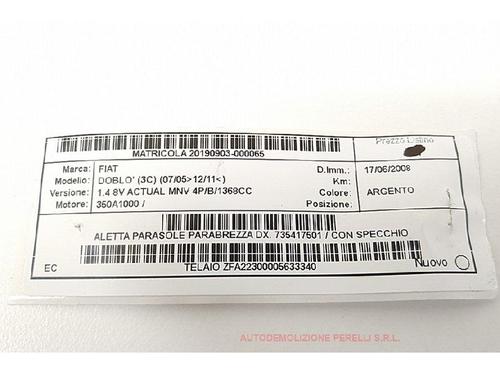 Prezzo Listino
MATRICOLA 20190903-000065
Marca: FIAT D.Imm.: 17/06/2008
Modello: DOBLO' (3C) (07/05>12/11<) Km:
Versione: 1.4 8V ACTUAL MNV 4P/B/1368CC Colore: ARGENTO
Motore: 350A1000 / Posizione:
ALETTA PARASOLE PARABREZZA DX. 735417501 / CON SPECCHIO
EC TELAIO ZFA22300005633340 Nuovo
AUTODEMOLIZIONE PERELLI S.R.L.